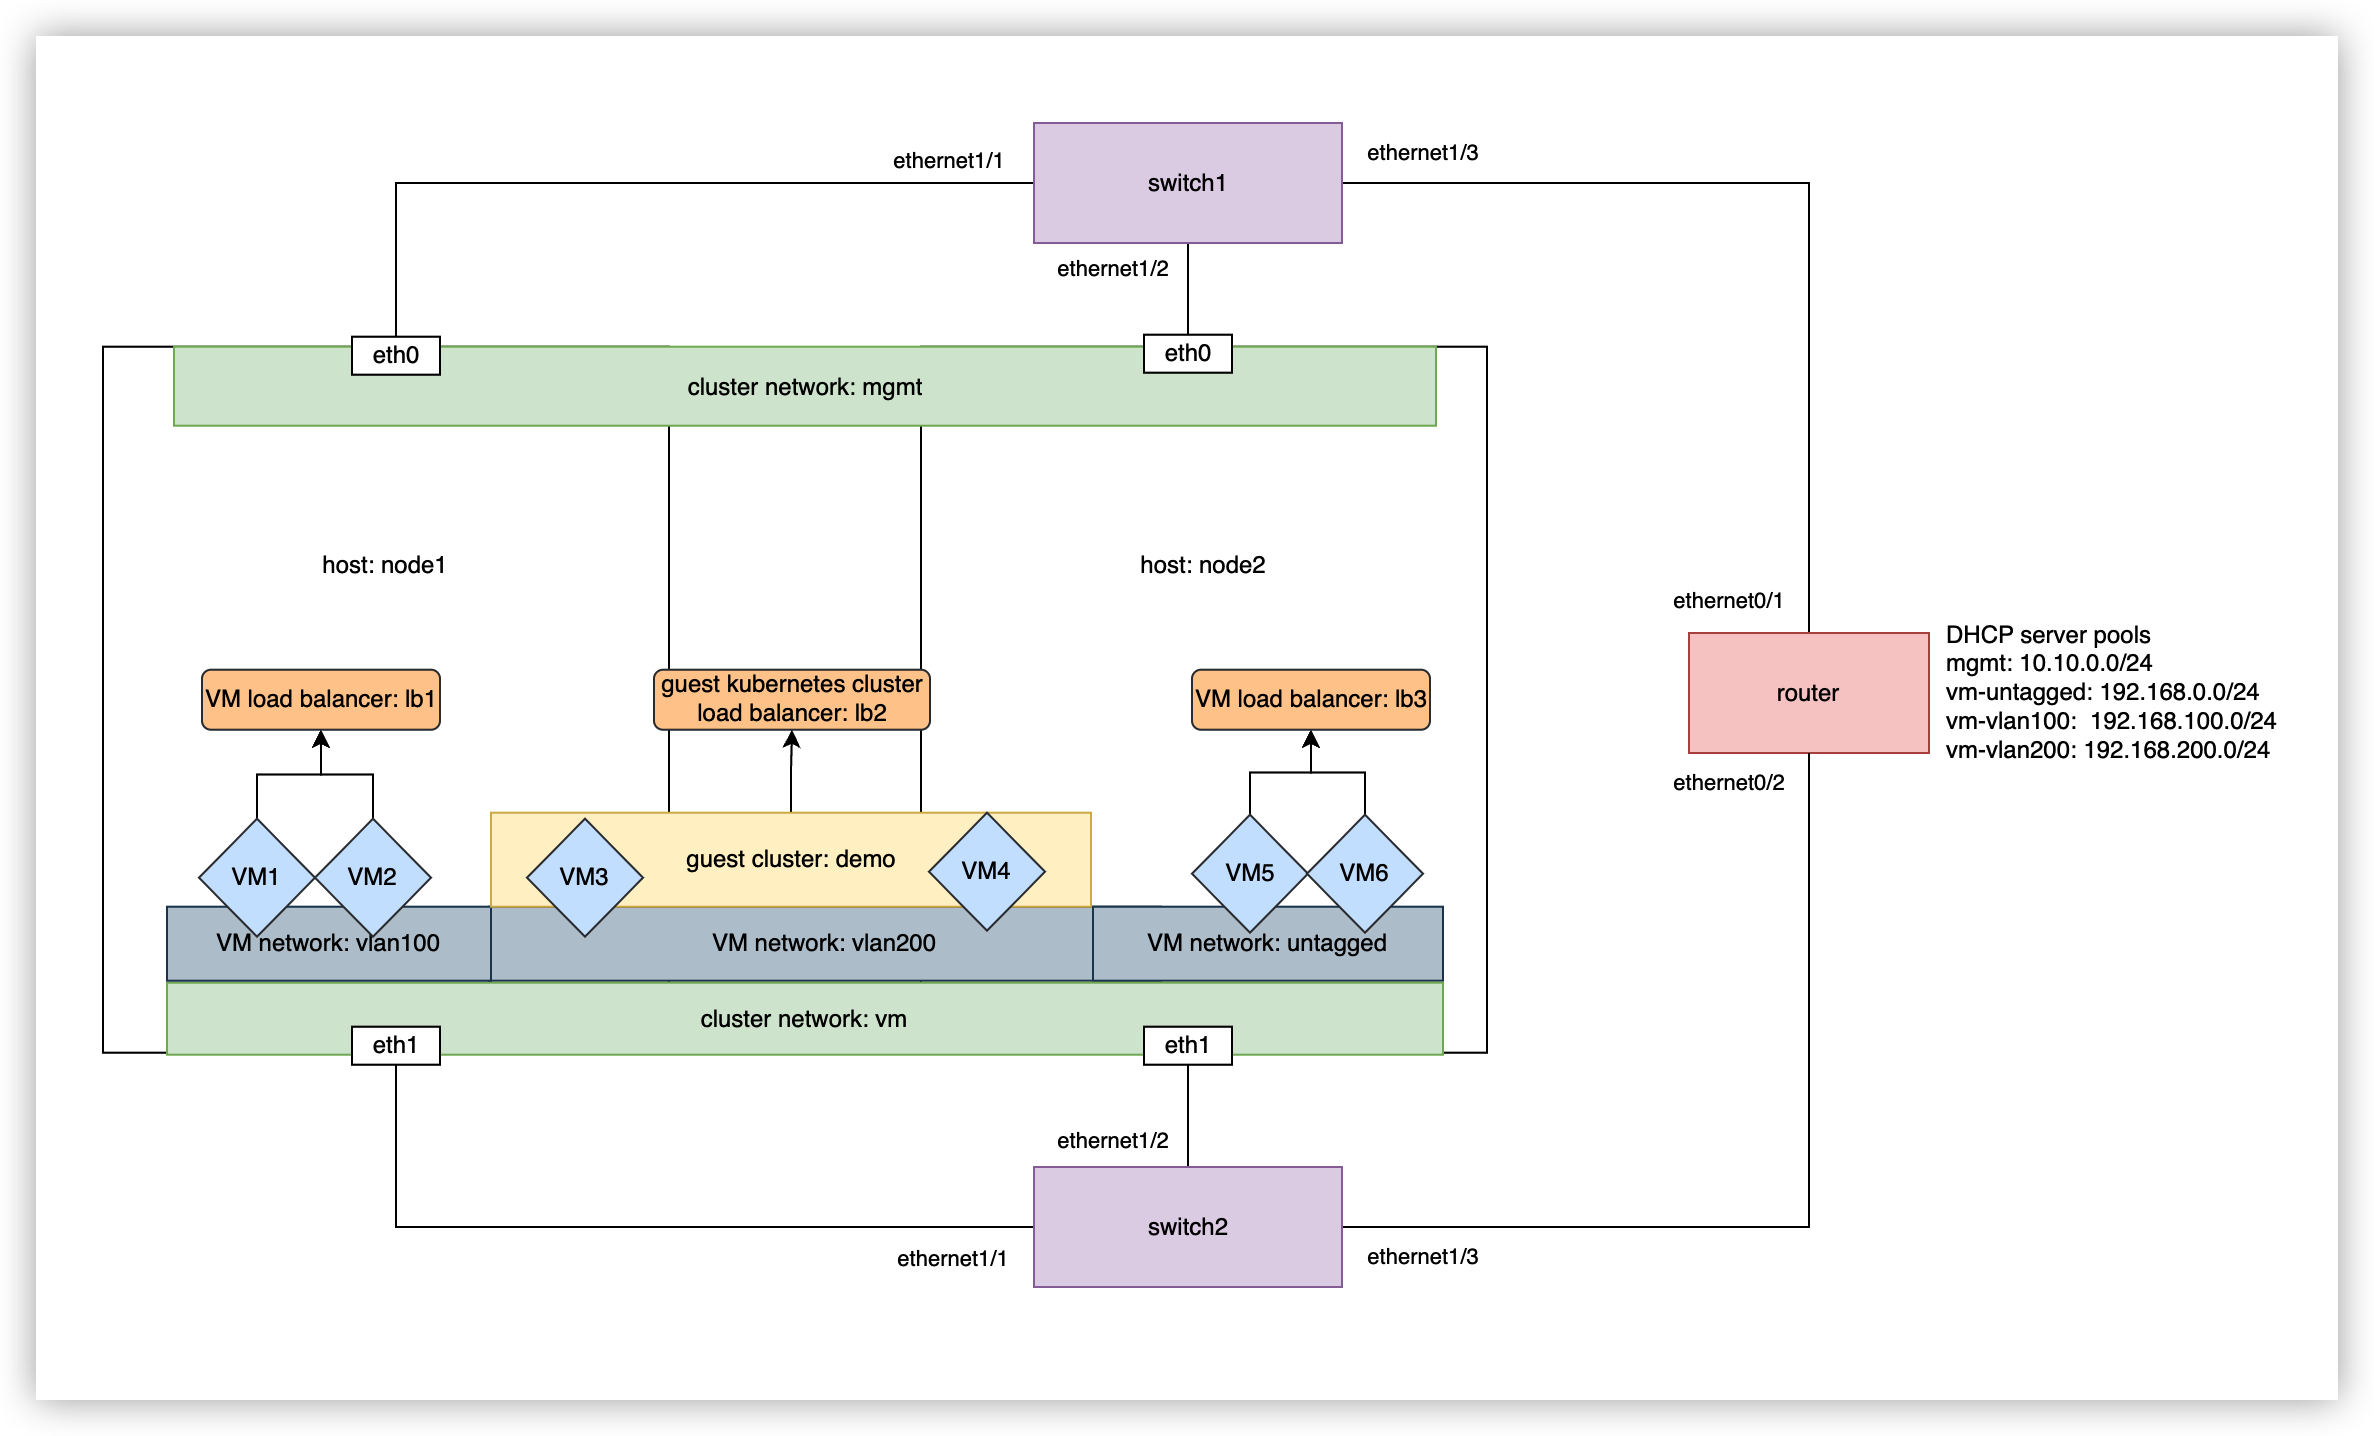 ethernet1/1
switch1
ethernet1/3
ethernet1/2
eth0
eth0
cluster network: mgmt
host: node1
host: node2
ethernet0/1
router
DHCP server pools
mgmt: 10.10.0.0/24
vm-untagged: 192.168.0.0/24
vm-vlan100:  192.168.100.0/24
vm-vlan200: 192.168.200.0/24
ethernet0/2
VM load balancer: lb1
guest kubernetes cluster
load balancer: lb2
VM load balancer: lb3
VM1
VM2
VM3
guest cluster: demo
VM4
VM5
VM6
VM network: vlan100
VM network: vlan200
VM network: untagged
cluster network: vm
eth1
eth1
ethernet1/2
switch2
ethernet1/1
ethernet1/3